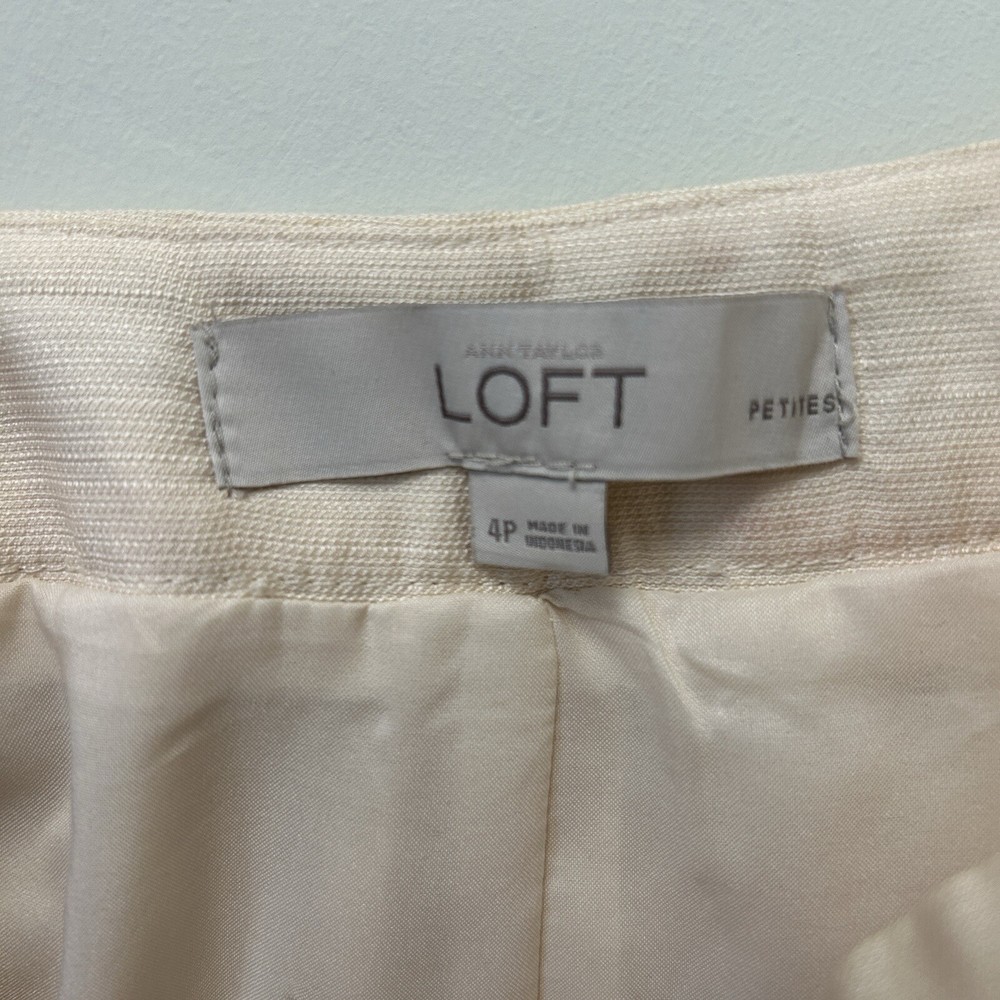 ANN TAYLOR
LOFT
PETITES
4P MADE IN
INDONESIA